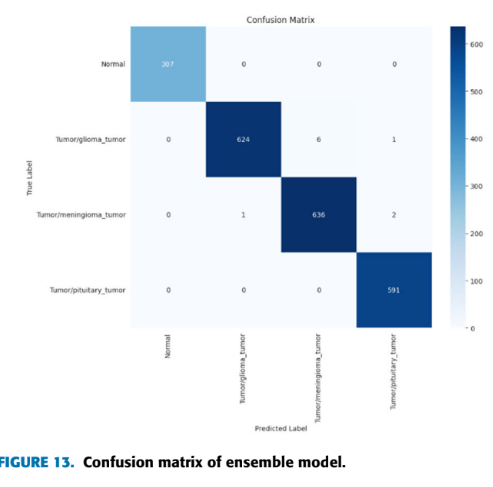 Confusion Matrix
Normal 307 0 0 0
Tumor/glioma_tumor 0 624 6 1
Tumor/meningioma_tumor 0 1 636 2
Tumor/pituitary_tumor 0 0 0 591
True Label
Normal
Tumor/glioma_tumor
Tumor/meningioma_tumor
Tumor/pituitary_tumor
Predicted Label
600
500
400
300
200
100
0
FIGURE 13. Confusion matrix of ensemble model.